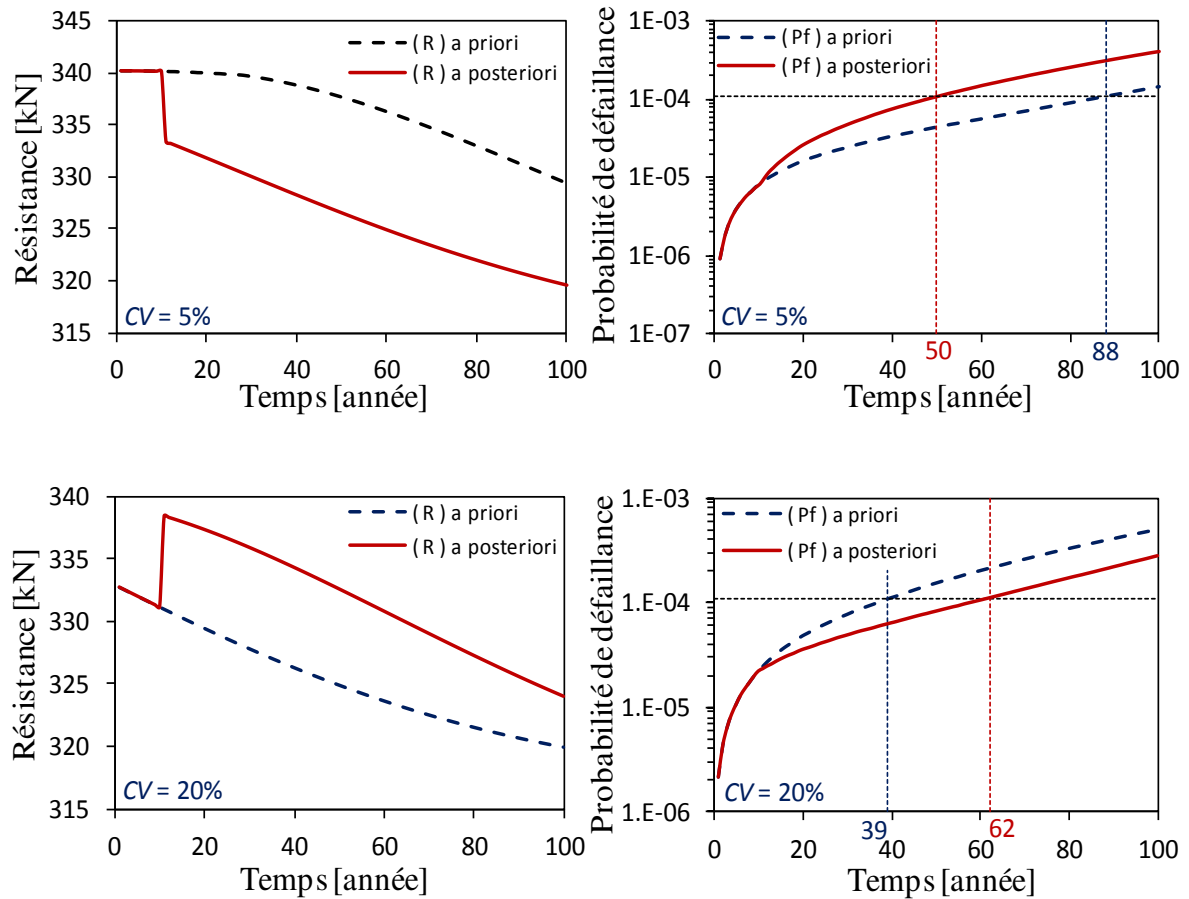 Résistance [kN]
345
340
335
330
325
320
315
( R ) a priori
( R ) a posteriori
CV = 5%
0
20
40
60
80
100
Temps [année]
Probabilité de défaillance
1E-03
1E-04
1E-05
1E-06
1E-07
( Pf ) a priori
( Pf ) a posteriori
CV = 5%
50
88
0
20
40
60
80
100
Temps [année]
Résistance [kN]
340
335
330
325
320
315
( R ) a priori
( R ) a posteriori
CV = 20%
0
20
40
60
80
100
Temps [année]
Probabilité de défaillance
1.E-03
1.E-04
1.E-05
1.E-06
( Pf ) a priori
( Pf ) a posteriori
CV = 20%
39
62
0
20
40
60
80
100
Temps [année]